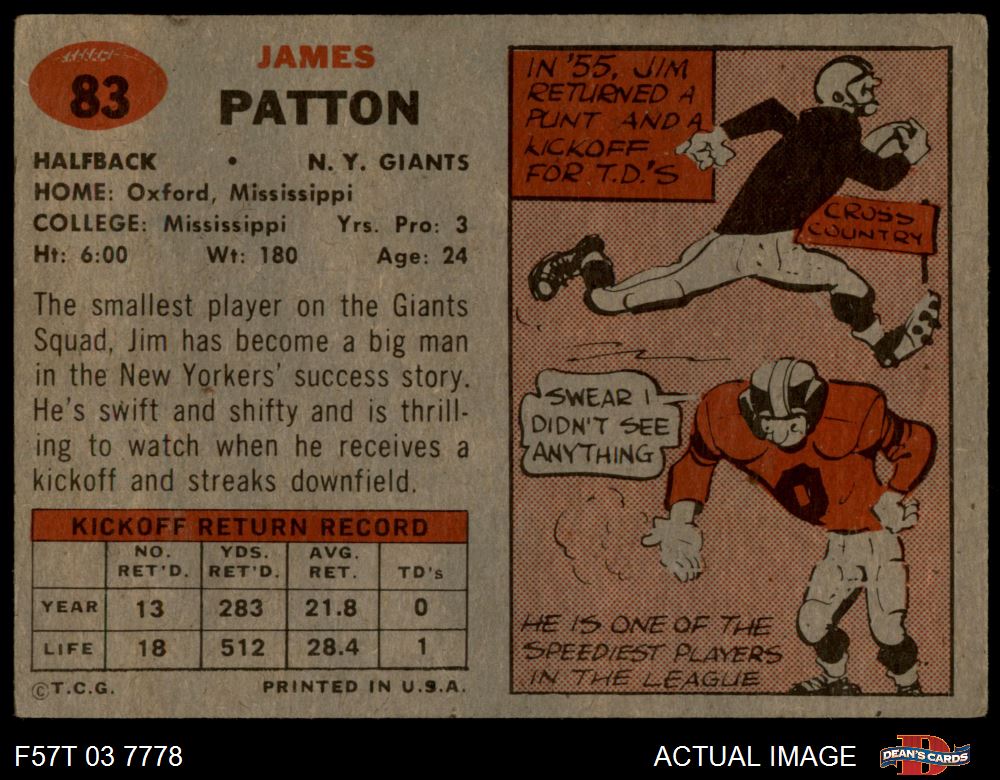 83
JAMES
PATTON
HALFBACK • N. Y. GIANTS
HOME: Oxford, Mississippi
COLLEGE: Mississippi Yrs. Pro: 3
Ht: 6:00 Wt: 180 Age: 24
The smallest player on the Giants
Squad, Jim has become a big man
in the New Yorkers' success story.
He's swift and shifty and is thrill-
ing to watch when he receives a
kickoff and streaks downfield.
KICKOFF RETURN RECORD
NO. RET'D. YDS. RET'D. AVG. RET. TD's
YEAR 13 283 21.8 0
LIFE 18 512 28.4 1
©T.C.G. PRINTED IN U.S.A.
IN '55, JIM
RETURNED A
PUNT AND A
KICKOFF
FOR T.D.'S
CROSS
COUNTRY
SWEAR I
DIDN'T SEE
ANYTHING
0
HE IS ONE OF THE
SPEEDIEST PLAYERS
IN THE LEAGUE
F57T 03 7778
ACTUAL IMAGE
DEAN'S CARDS